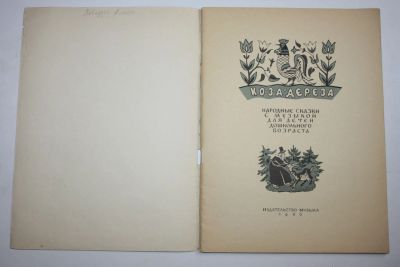 КОЗА-ДЕРЕЗА
НАРОДНЫЕ СКАЗКИ
С МУЗЫКОЙ
ДЛЯ ДЕТЕЙ
ДОШКОЛЬНОГО
ВОЗРАСТА
ИЗДАТЕЛЬСТВО МУЗЫКА